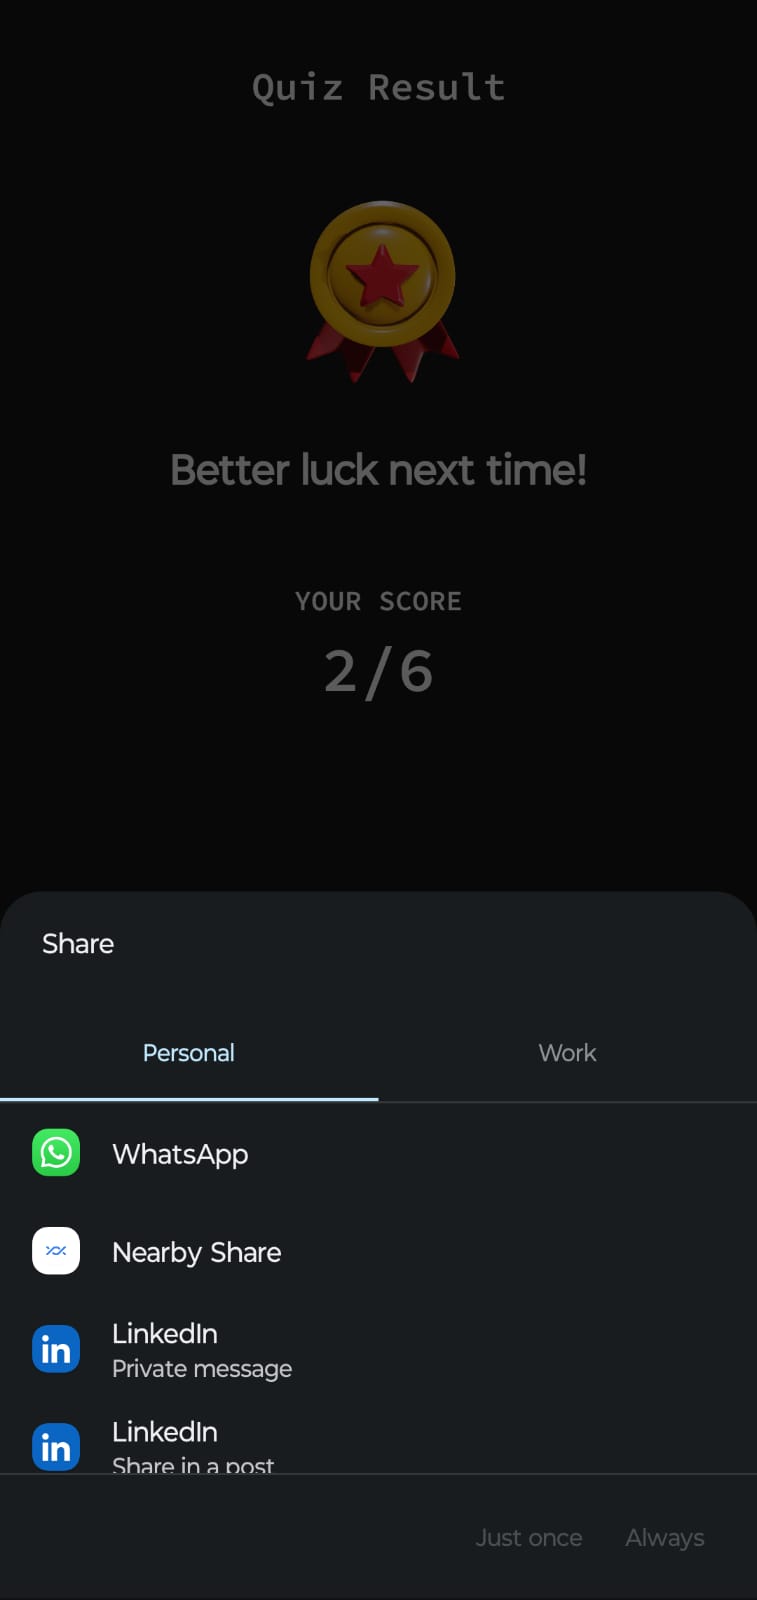 Quiz Result
Better luck next time!
YOUR SCORE
2/6
Share
Personal
Work
WhatsApp
Nearby Share
LinkedIn
Private message
LinkedIn
Share in a post
Just once
Always